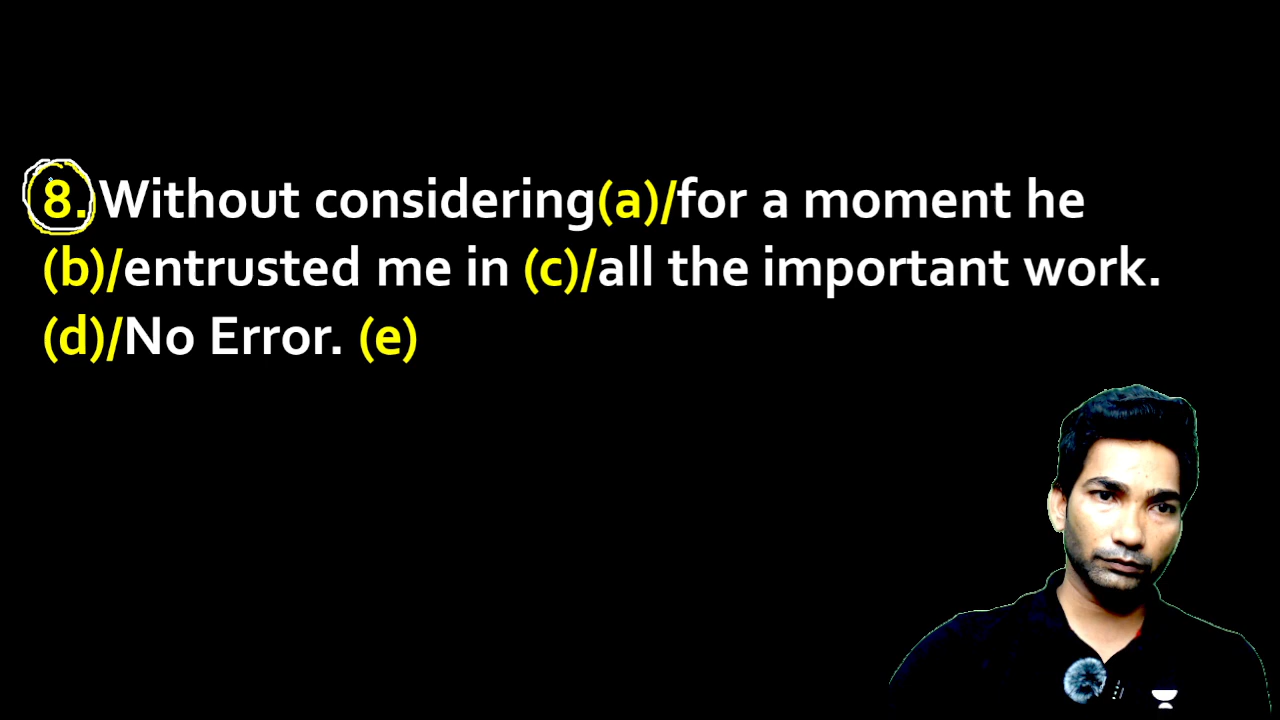 8. Without considering(a)/for a moment he
(b)/entrusted me in (c)/all the important work.
(d)/No Error. (e)